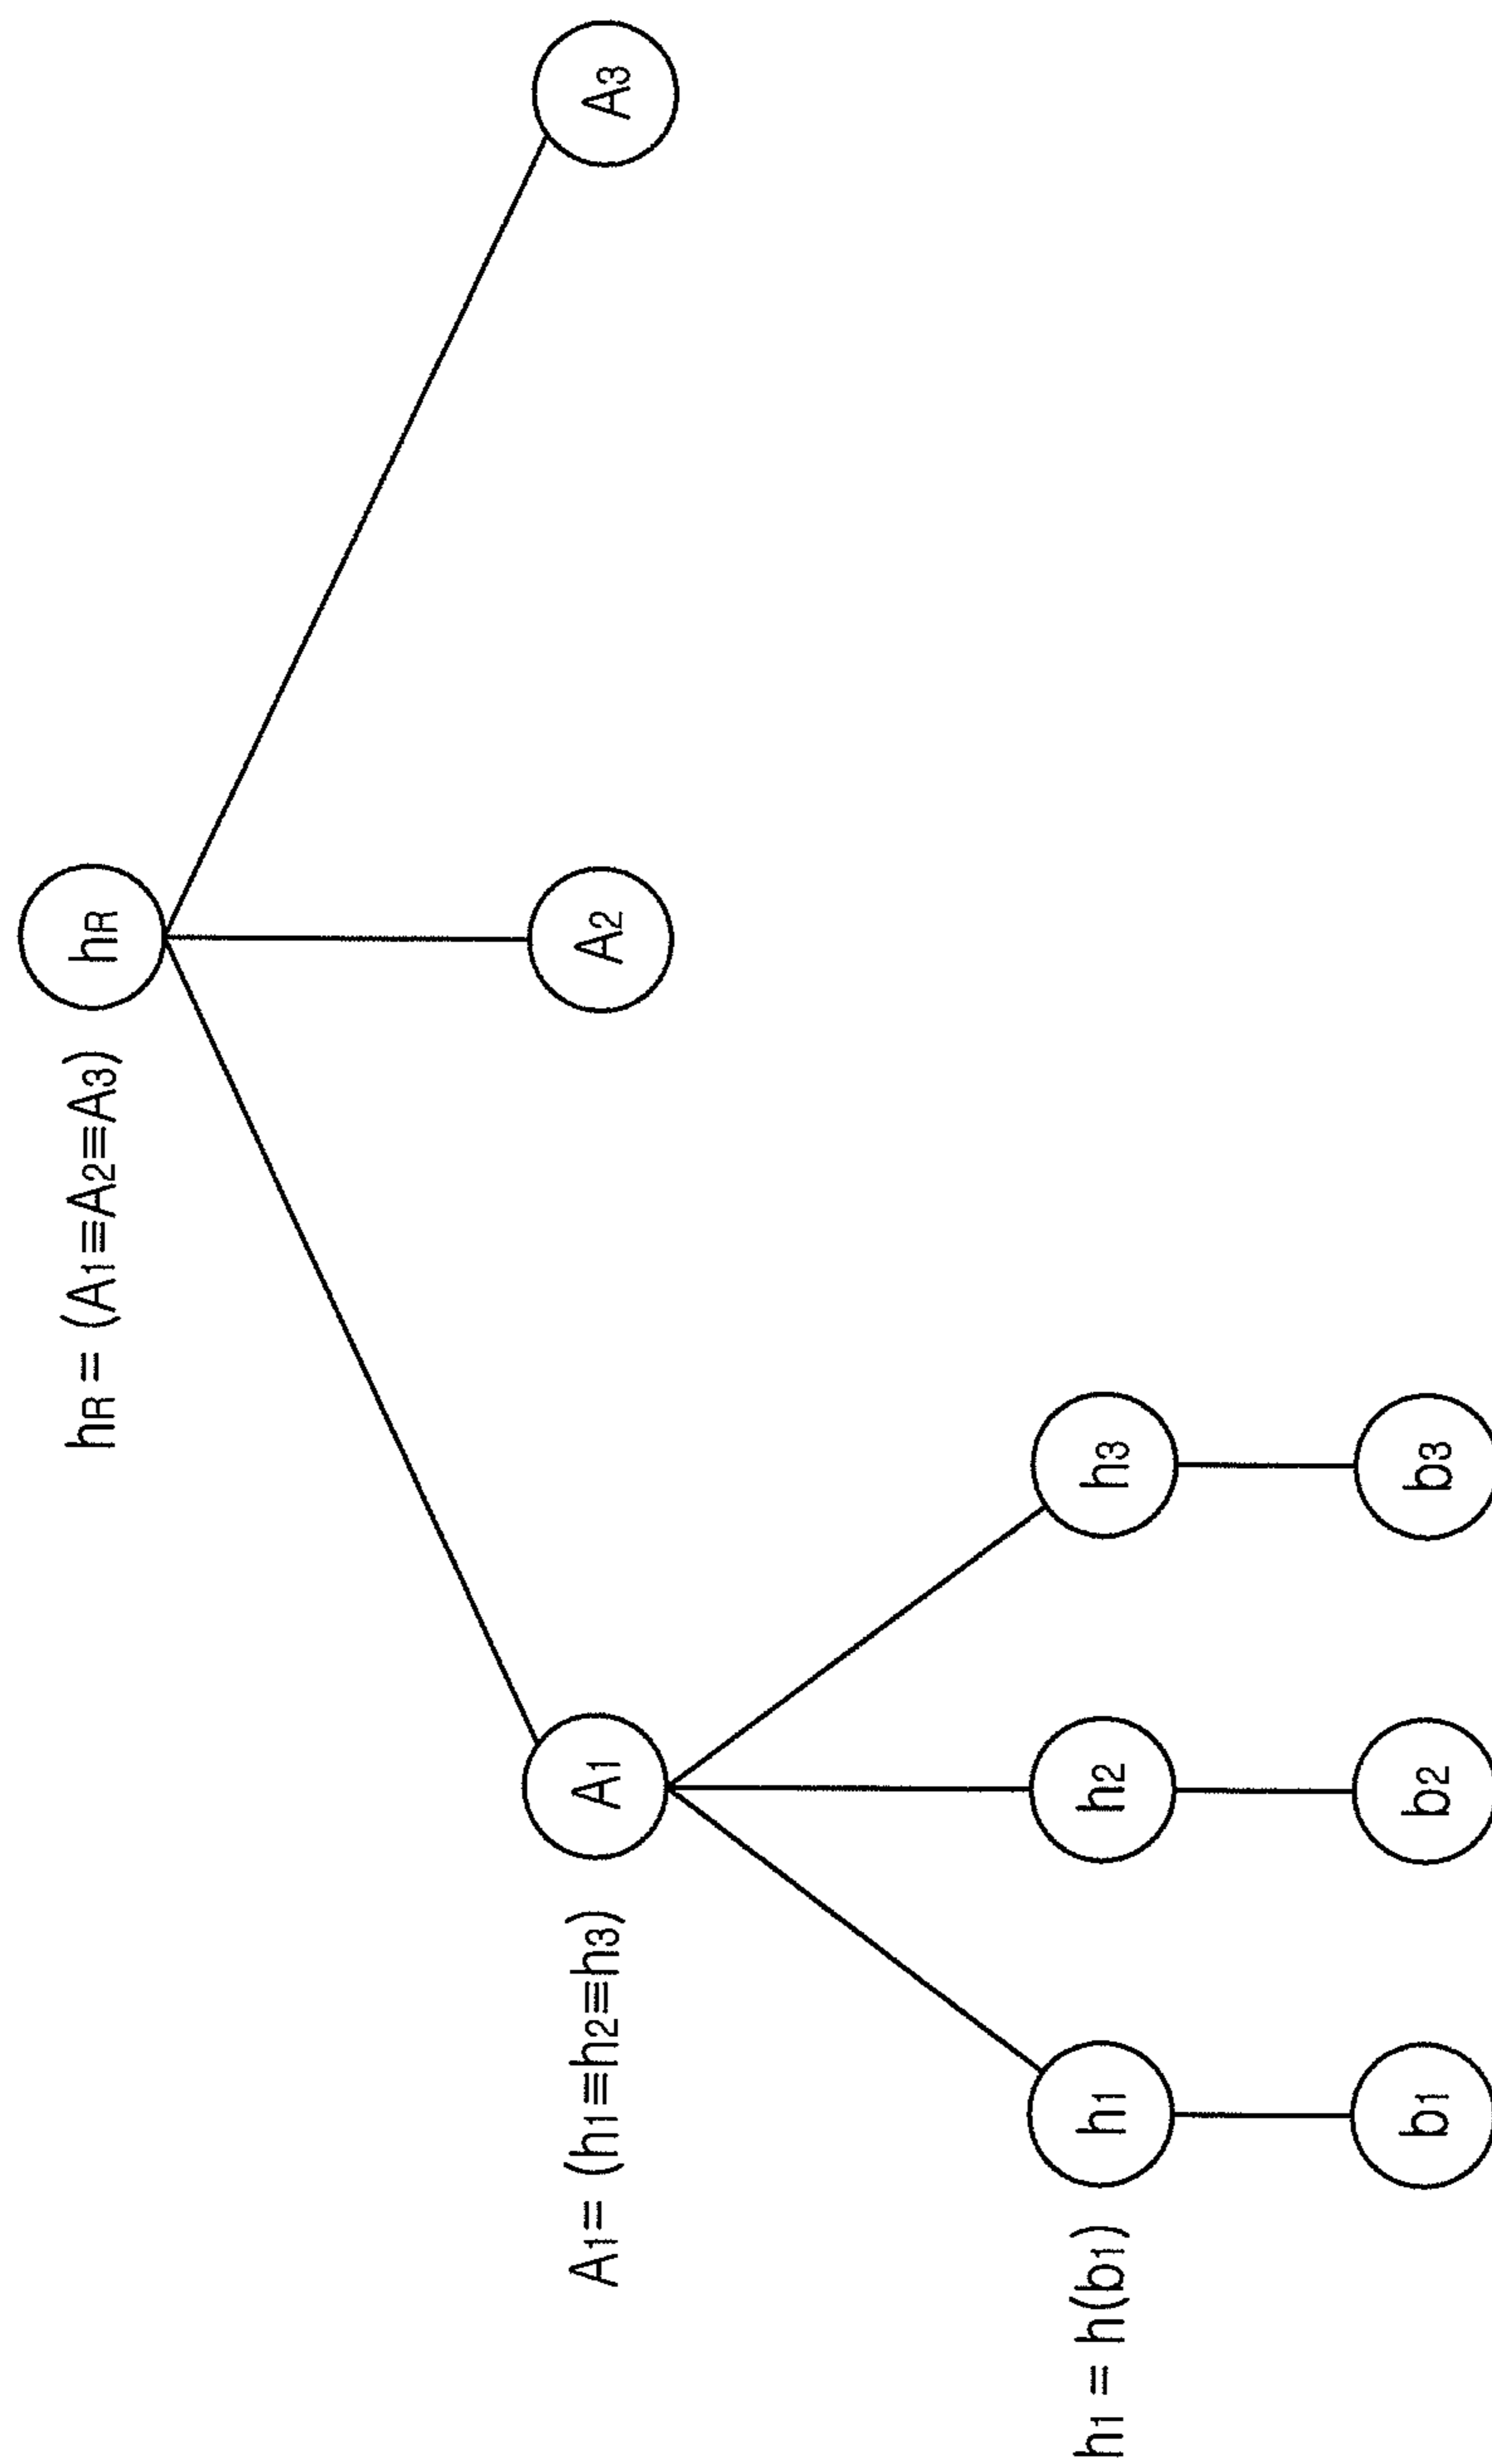 hR = (A1≡A2≡A3) hR
A1= (h1≡h2≡h3) A1 A2 A3
h1 = h(b1) h1 h2 h3
b1 b2 b3